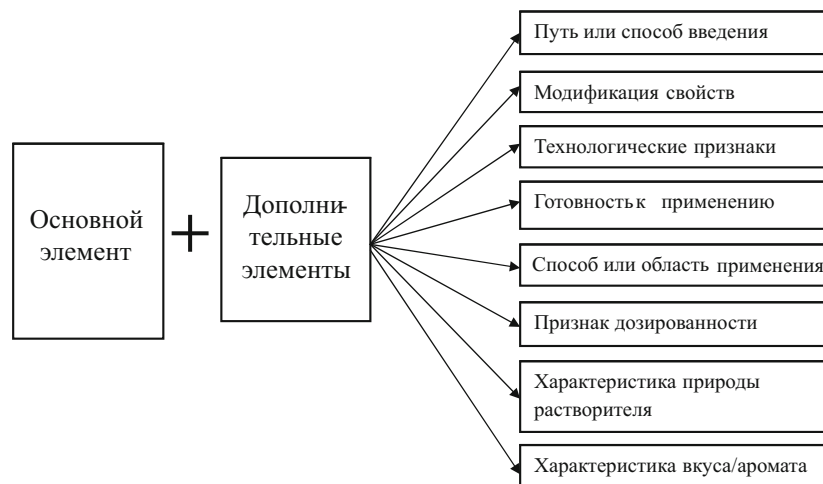 Основной
элемент
+
Дополни-
тельные
элементы
Путь или способ введения
Модификация свойств
Технологические признаки
Готовность к применению
Способ или область применения
Признак дозированности
Характеристика природы
растворителя
Характеристика вкуса/аромата